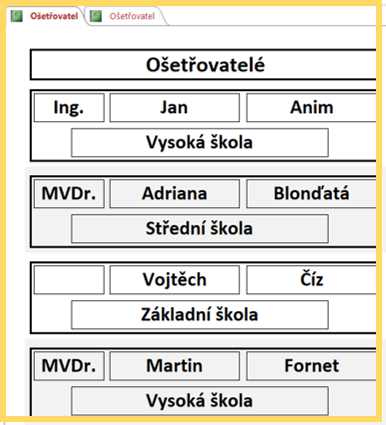 Ošetřovatel Ošetřovatel
Ošetřovatelé
Ing. Jan Anim
Vysoká škola
MVDr. Adriana Blonďatá
Střední škola
Vojtěch Číz
Základní škola
MVDr. Martin Fornet
Vysoká škola